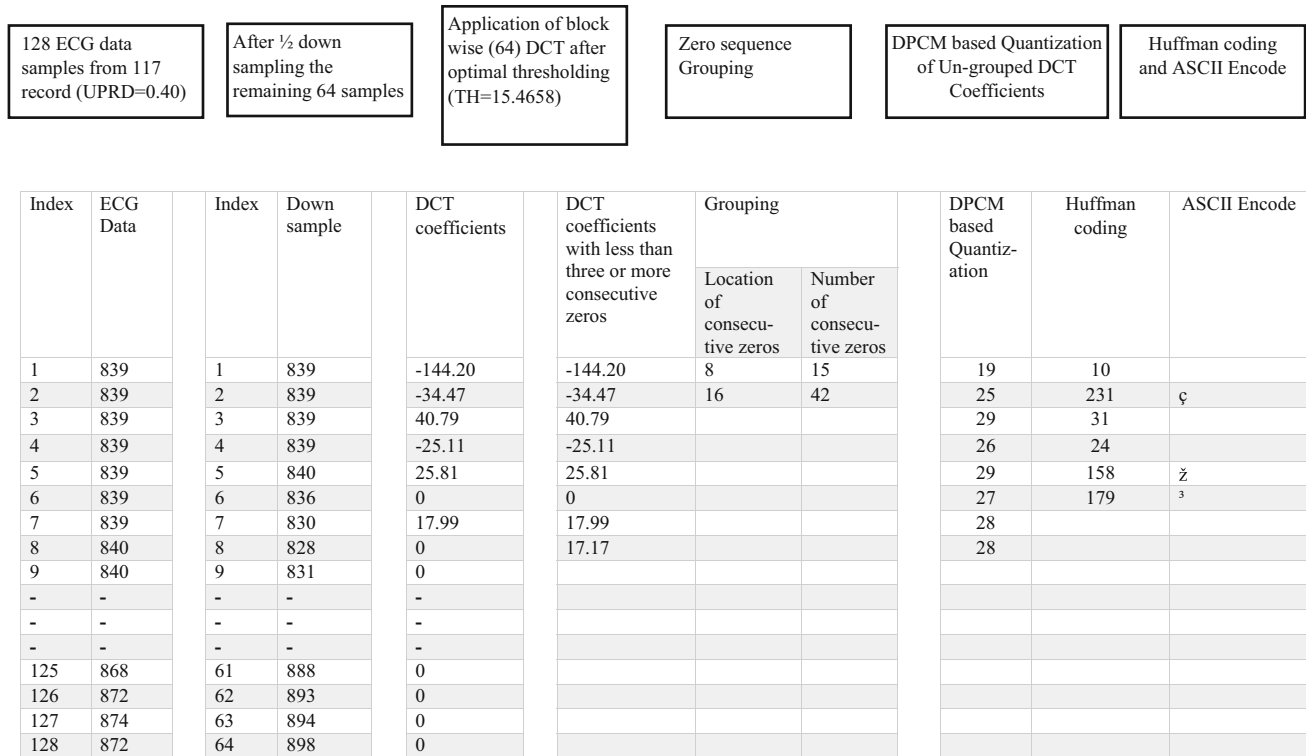 128 ECG data
samples from 117
record (UPRD=0.40)
After ½ down
sampling the
remaining 64 samples
Application of block
wise (64) DCT after
optimal thresholding
(TH=15.4658)
Zero sequence
Grouping
DPCM based Quantization
of Un-grouped DCT
Coefficients
Huffman coding
and ASCII Encode
Index
ECG
Data
Index
Down
sample
DCT
coefficients
DCT
coefficients
with less than
three or more
consecutive
zeros
Grouping
Location
of
consecu-
tive zeros
Number
of
consecu-
tive zeros
DPCM
based
Quantiz-
ation
Huffman
coding
ASCII Encode
1 839 1 839 -144.20 -144.20 8 15 19 10
2 839 2 839 -34.47 -34.47 16 42 25 231 ç
3 839 3 839 40.79 40.79 29 31
4 839 4 839 -25.11 -25.11 26 24
5 839 5 840 25.81 25.81 29 158 ž
6 839 6 836 0 0 27 179 ³
7 839 7 830 17.99 17.99 28
8 840 8 828 0 17.17 28
9 840 9 831 0
- - - - -
- - - - -
- - - - -
125 868 61 888 0
126 872 62 893 0
127 874 63 894 0
128 872 64 898 0